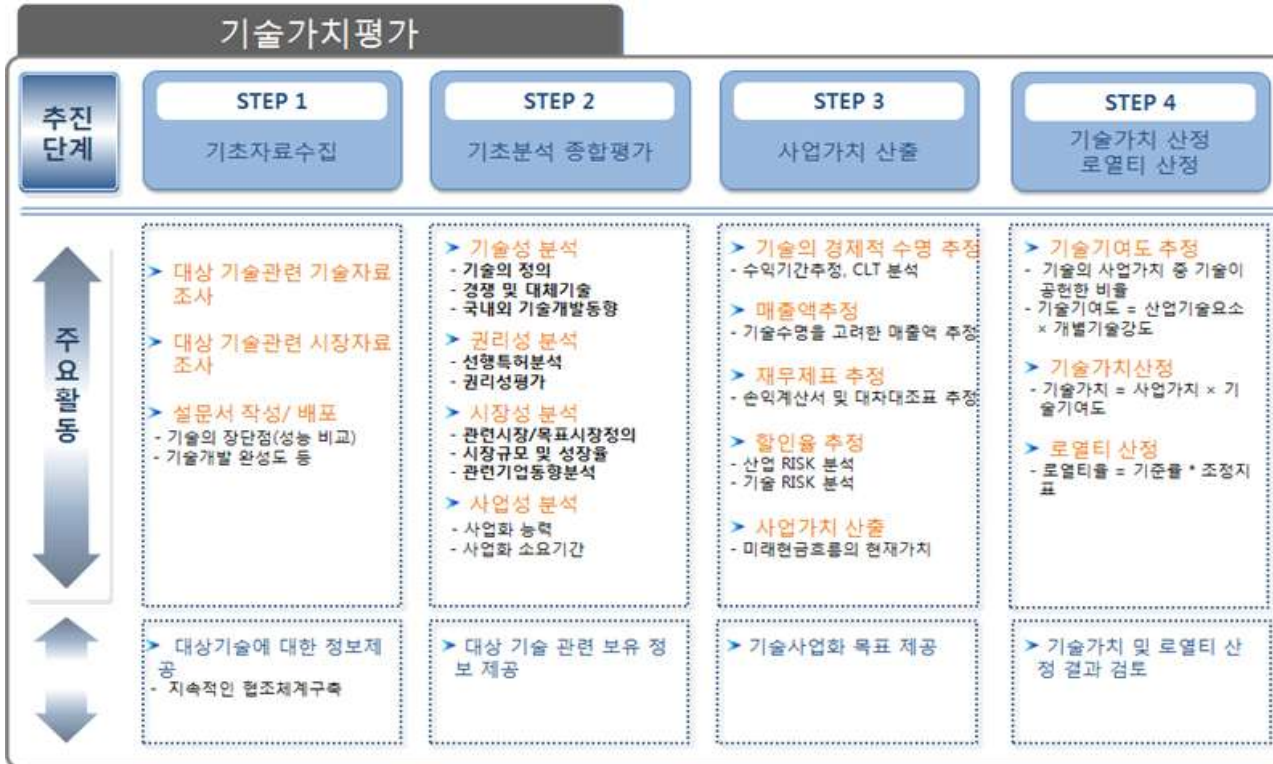 기술가치평가
추진
단계
STEP 1
기초자료수집
STEP 2
기초분석 종합평가
STEP 3
사업가치 산출
STEP 4
기술가치 산정
로열티 산정
주
요
활
동
➤ 대상 기술관련 기술자료
조사
➤ 대상 기술관련 시장자료
조사
➤ 설문서 작성/ 배포
- 기술의 장단점(성능 비교)
- 기술개발 완성도 등
➤ 기술성 분석
- 기술의 정의
- 경쟁 및 대체기술
- 국내외 기술개발동향
➤ 권리성 분석
- 선행특허분석
- 권리성평가
➤ 시장성 분석
- 관련시장/목표시장정의
- 시장규모 및 성장율
- 관련기업동향분석
➤ 사업성 분석
- 사업화 능력
- 사업화 소요기간
➤ 기술의 경제적 수명 추정
- 수익기간추정, CLT 분석
➤ 매출액추정
- 기술수명을 고려한 매출액 추정
➤ 재무제표 추정
- 손익계산서 및 대차대조표 추정
➤ 할인율 추정
- 산업 RISK 분석
- 기술 RISK 분석
➤ 사업가치 산출
- 미래현금흐름의 현재가치
➤ 기술기여도 추정
- 기술의 사업가치 중 기술이
공헌한 비율
- 기술기여도 = 산업기술요소
× 개별기술강도
➤ 기술가치산정
- 기술가치 = 사업가치 × 기
술기여도
➤ 로열티 산정
- 로열티율 = 기준율 * 조정지
표
➤ 대상기술에 대한 정보제
공
- 지속적인 협조체계구축
➤ 대상 기술 관련 보유 정
보 제공
➤ 기술사업화 목표 제공
➤ 기술가치 및 로열티 산
정 결과 검토